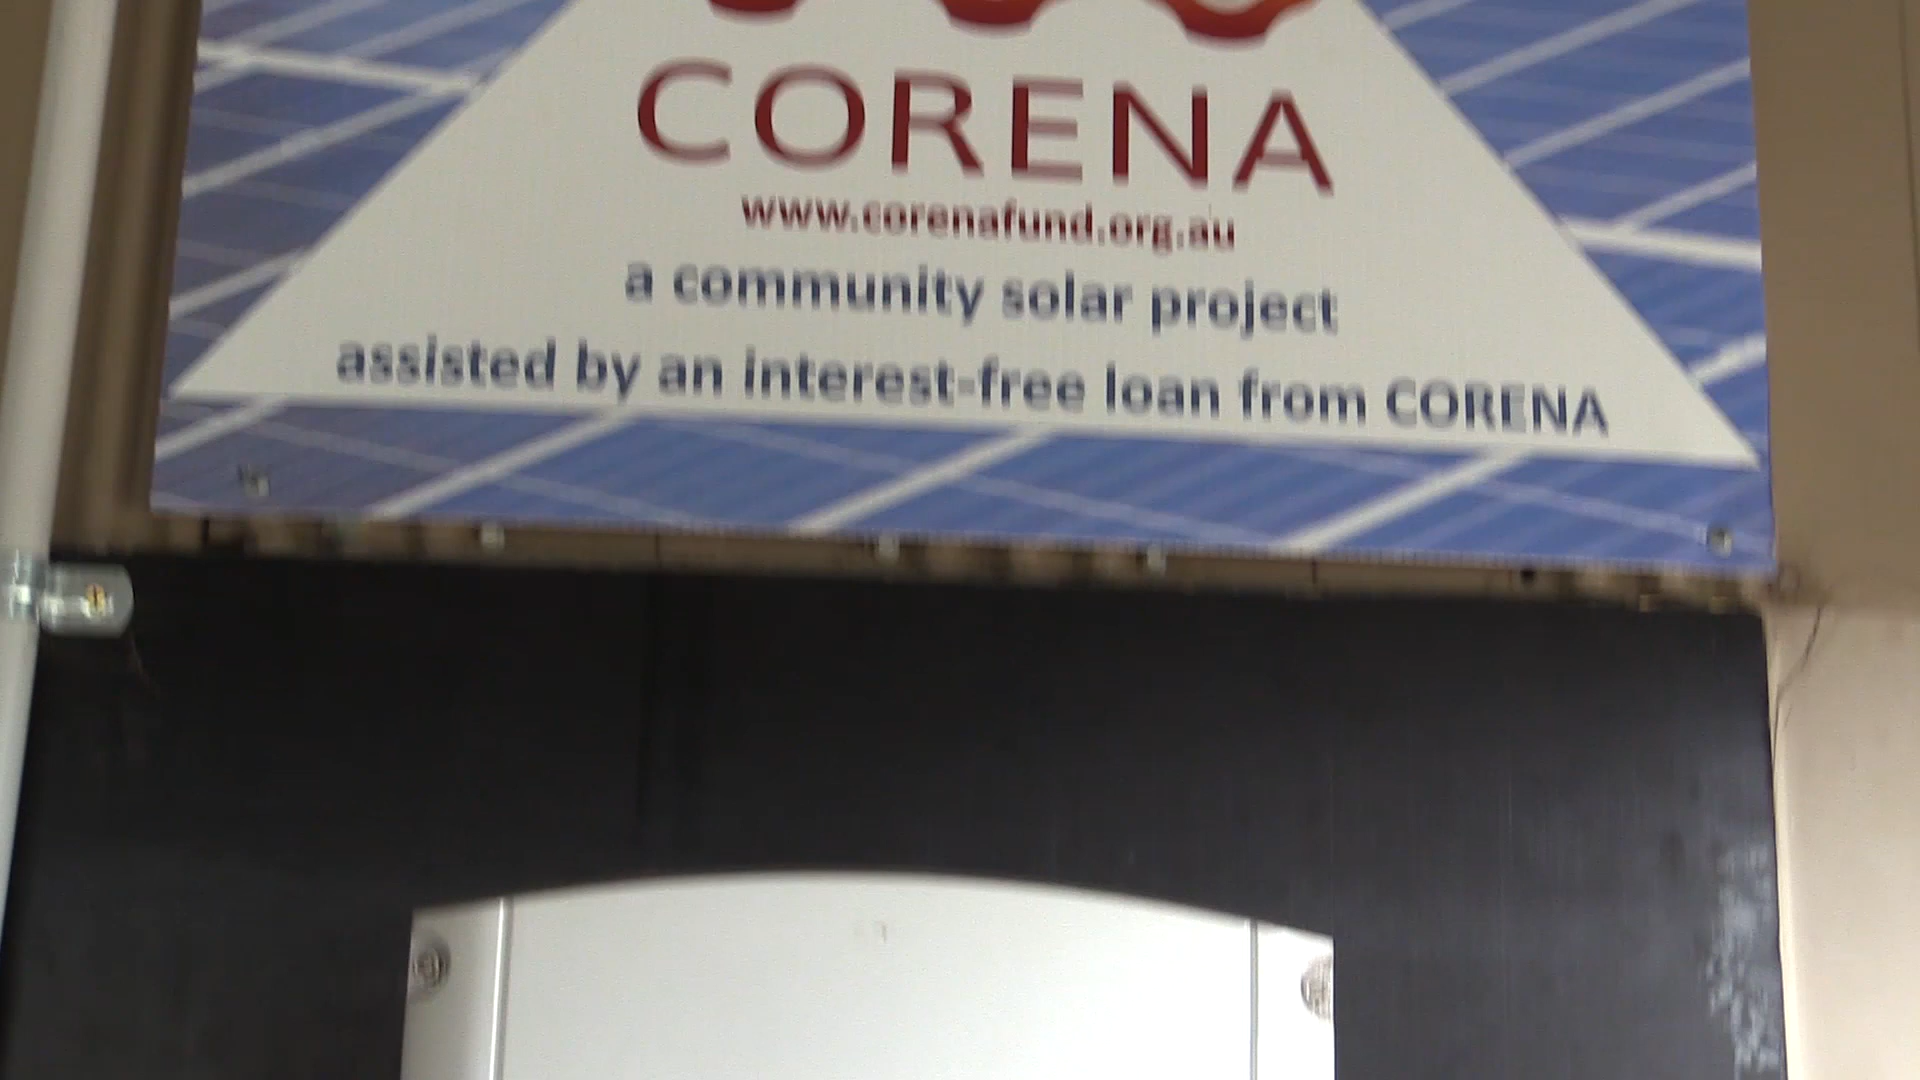 CORENA
www.corenafund.org.au
a community solar project
assisted by an interest-free loan from CORENA